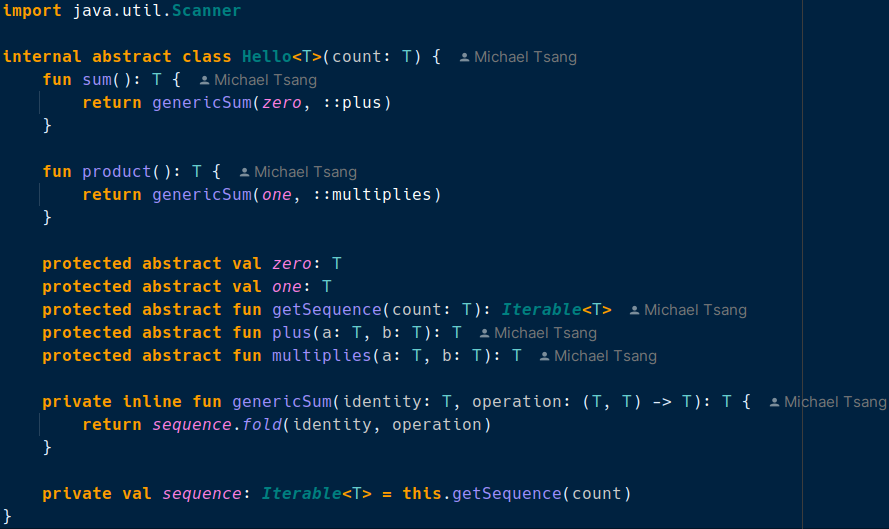 import java.util.Scanner
internal abstract class Hello<T>(count: T) { Michael Tsang
    fun sum(): T { Michael Tsang
        return genericSum(zero, ::plus)
    }
    fun product(): T { Michael Tsang
        return genericSum(one, ::multiplies)
    }
    protected abstract val zero: T
    protected abstract val one: T
    protected abstract fun getSequence(count: T): Iterable<T> Michael Tsang
    protected abstract fun plus(a: T, b: T): T Michael Tsang
    protected abstract fun multiplies(a: T, b: T): T Michael Tsang
    private inline fun genericSum(identity: T, operation: (T, T) -> T): T { Michael Tsang
        return sequence.fold(identity, operation)
    }
    private val sequence: Iterable<T> = this.getSequence(count)
}